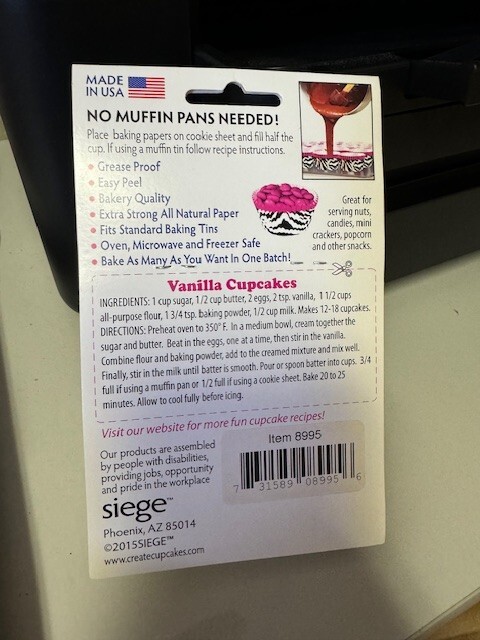 MADE
IN USA
NO MUFFIN PANS NEEDED!
Place baking papers on cookie sheet and fill half the
cup. If using a muffin tin follow recipe instructions.
• Grease Proof
• Easy Peel
• Bakery Quality
• Extra Strong All Natural Paper
• Fits Standard Baking Tins
• Oven, Microwave and Freezer Safe
• Bake As Many As You Want In One Batch!
Great for
serving nuts,
candies, mini
crackers, popcorn
and other snacks.
Vanilla Cupcakes
INGREDIENTS: 1 cup sugar, 1/2 cup butter, 2 eggs, 2 tsp. vanilla, 1 1/2 cups
all-purpose flour, 1 3/4 tsp. baking powder, 1/2 cup milk. Makes 12-18 cupcakes.
DIRECTIONS: Preheat oven to 350° F. In a medium bowl, cream together the
sugar and butter. Beat in the eggs, one at a time, then stir in the vanilla.
Combine flour and baking powder, add to the creamed mixture and mix well.
Finally, stir in the milk until batter is smooth. Pour or spoon batter into cups. 3/4
full if using a muffin pan or 1/2 full if using a cookie sheet. Bake 20 to 25
minutes. Allow to cool fully before icing.
Visit our website for more fun cupcake recipes!
Our products are assembled
by people with disabilities,
providing jobs, opportunity
and pride in the workplace
siege™
Phoenix, AZ 85014
©2015SIEGE™
www.createcupcakes.com
Item 8995
7 31589 08995 6